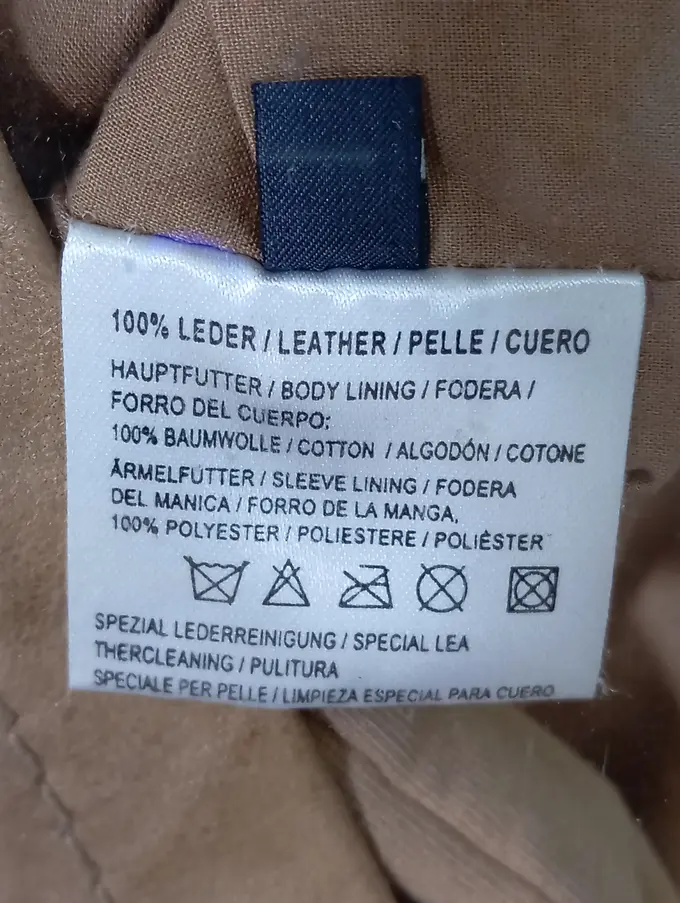 100% LEDER / LEATHER / PELLE / CUERO
HAUPTFUTTER / BODY LINING / FODERA /
FORRO DEL CUERPO:
100% BAUMWOLLE / COTTON / ALGODÓN / COTONE
ÄRMELFUTTER / SLEEVE LINING / FODERA
DEL MANICA / FORRO DE LA MANGA,
100% POLYESTER / POLIESTERE / POLIÈSTER
SPEZIAL LEDERREINIGUNG / SPECIAL LEA
THERCLEANING / PULITURA
SPECIALE PER PELLE / LIMPIEZA ESPECIAL PARA CUERO